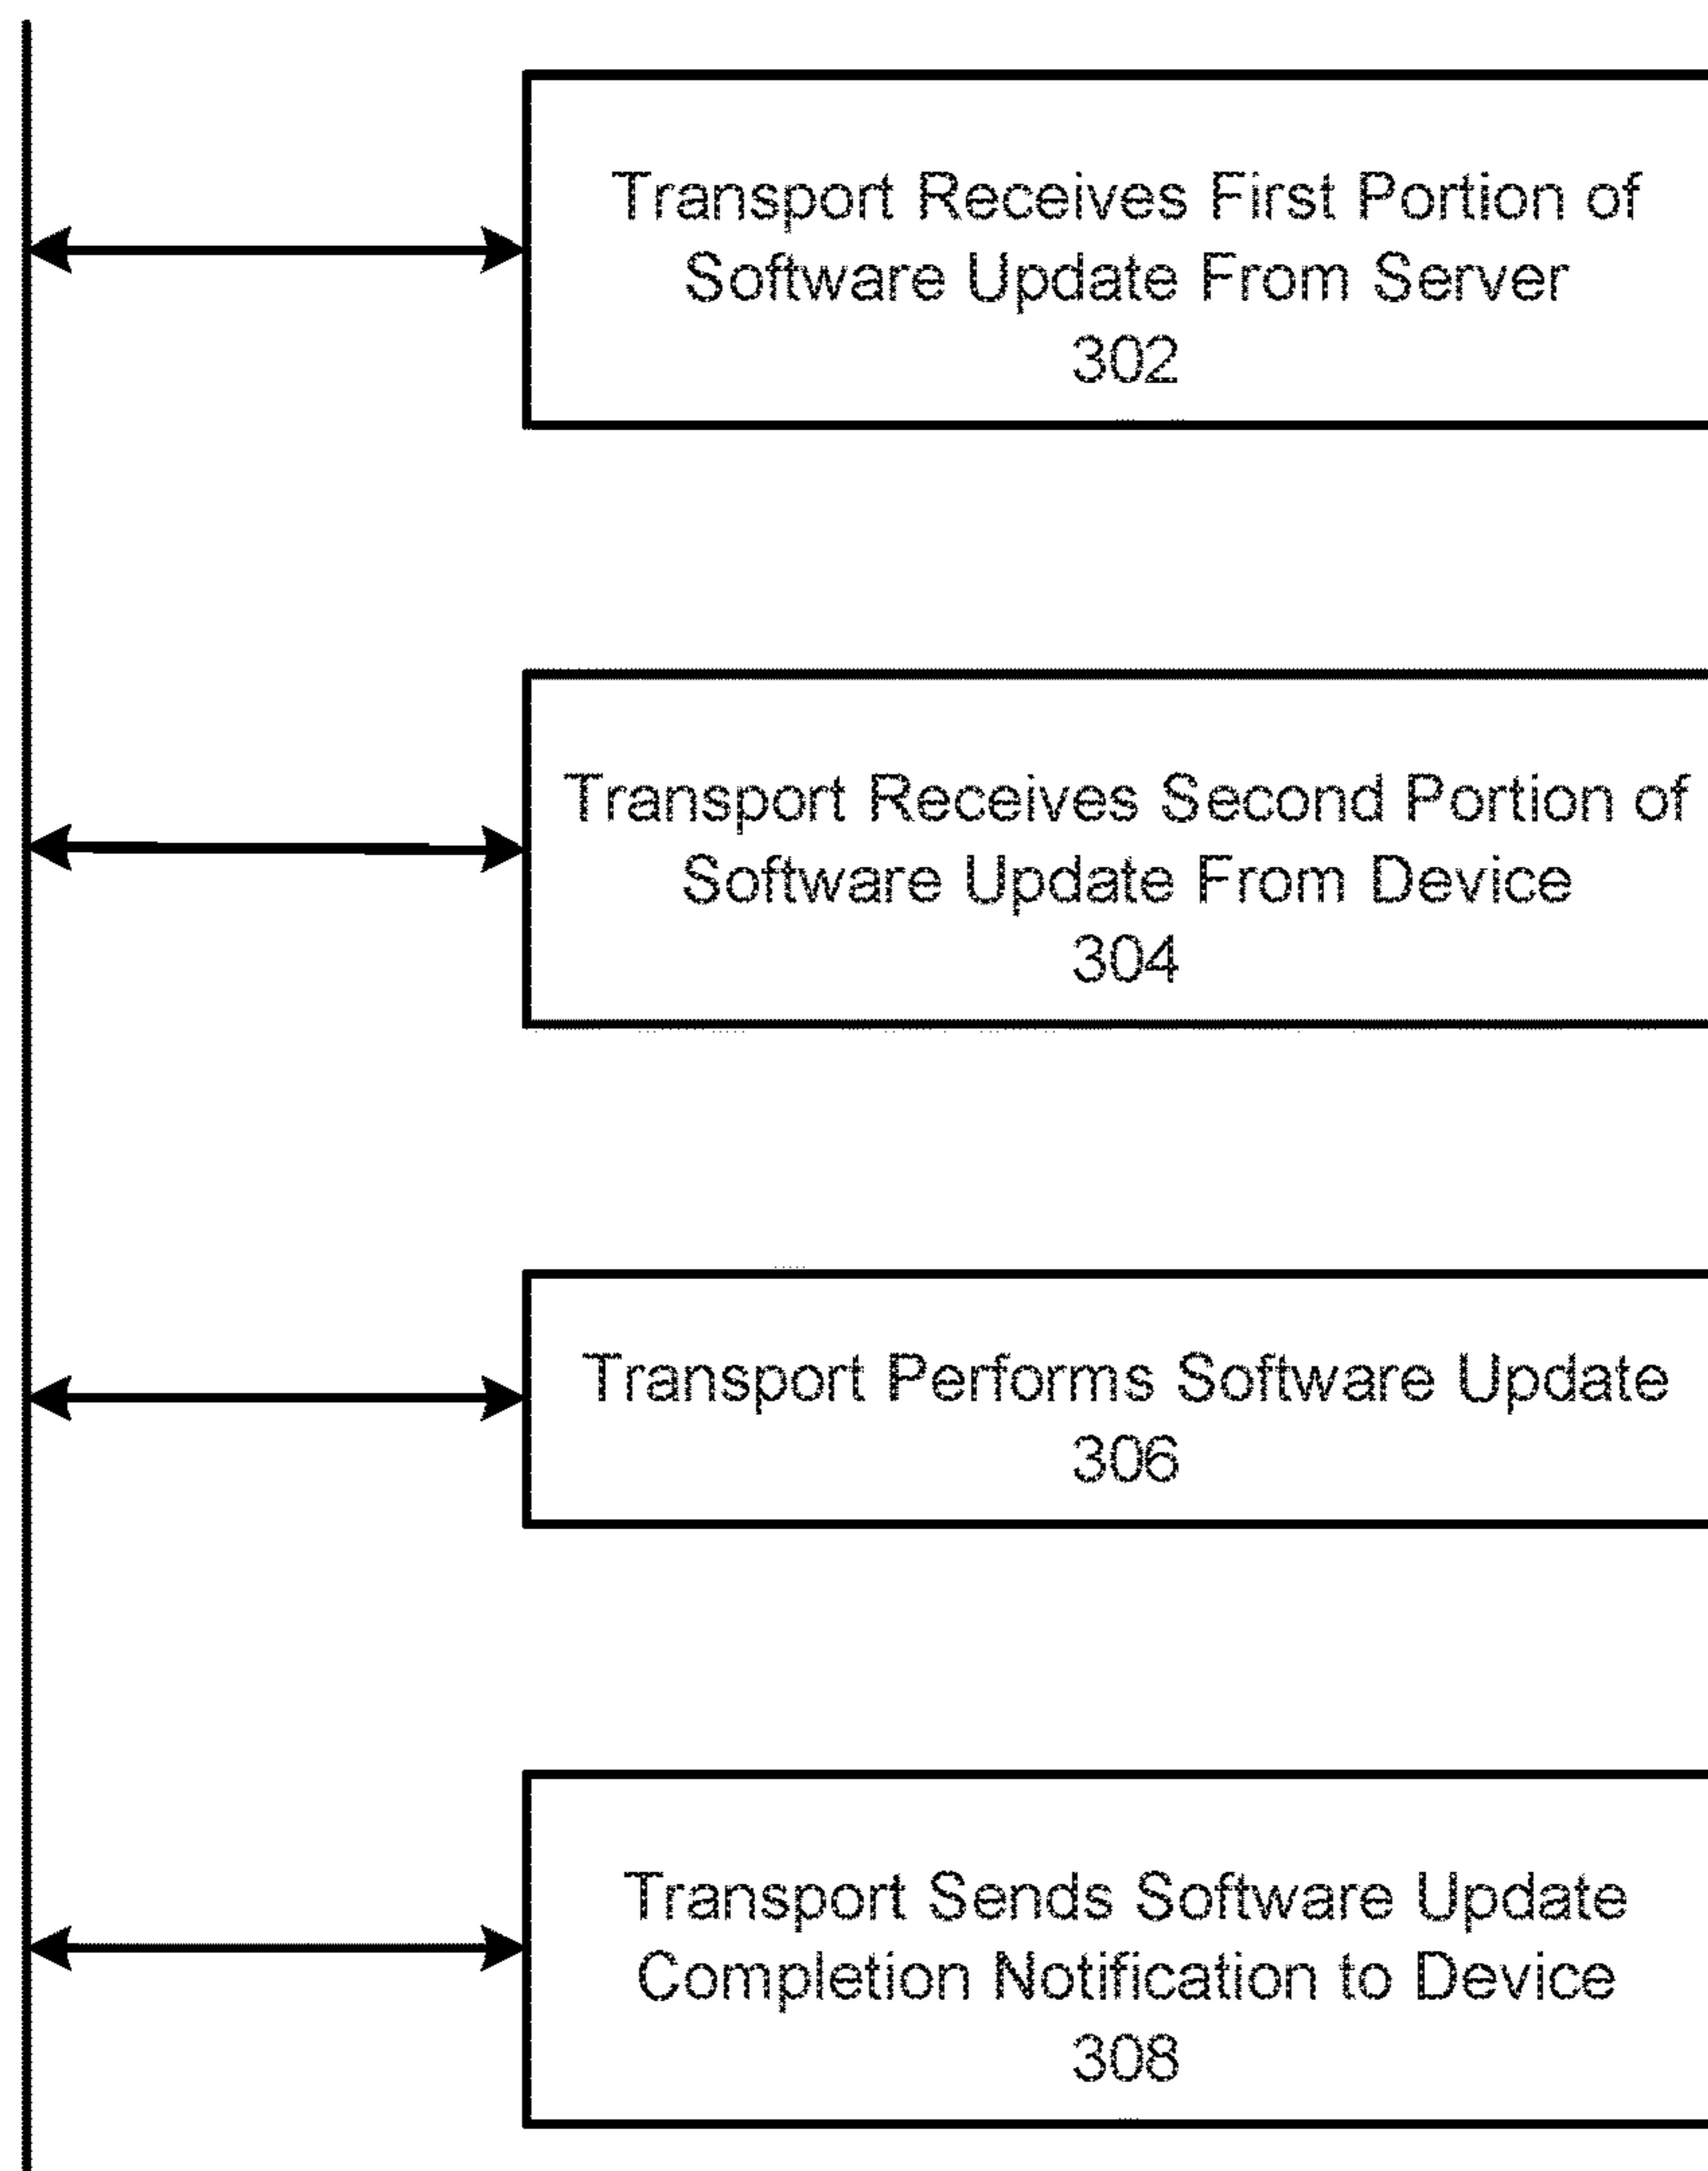 Transport Receives First Portion of
Software Update From Server
302
Transport Receives Second Portion of
Software Update From Device
304
Transport Performs Software Update
306
Transport Sends Software Update
Completion Notification to Device
308